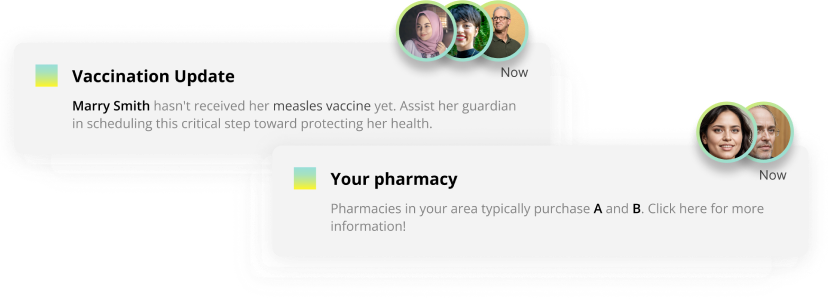 Vaccination Update
Now
Marry Smith hasn't received her measles vaccine yet. Assist her guardian
in scheduling this critical step toward protecting her health.
Your pharmacy
Now
Pharmacies in your area typically purchase A and B. Click here for more
information!